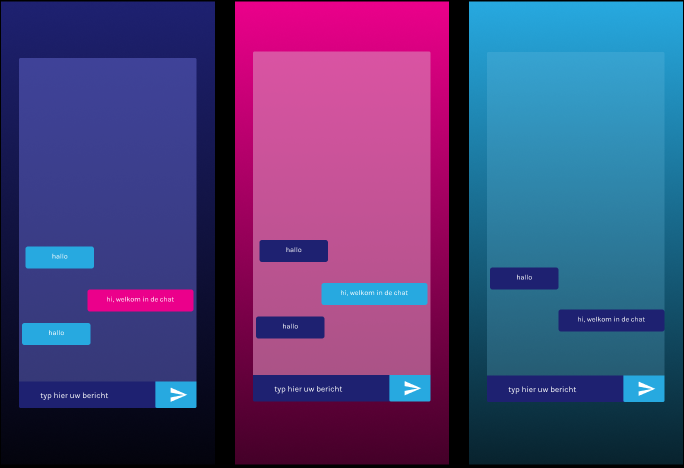 hallo
hi, welkom in de chat
hallo
typ hier uw bericht
hallo
hi, welkom in de chat
hallo
typ hier uw bericht
hallo
hi, welkom in de chat
typ hier uw bericht